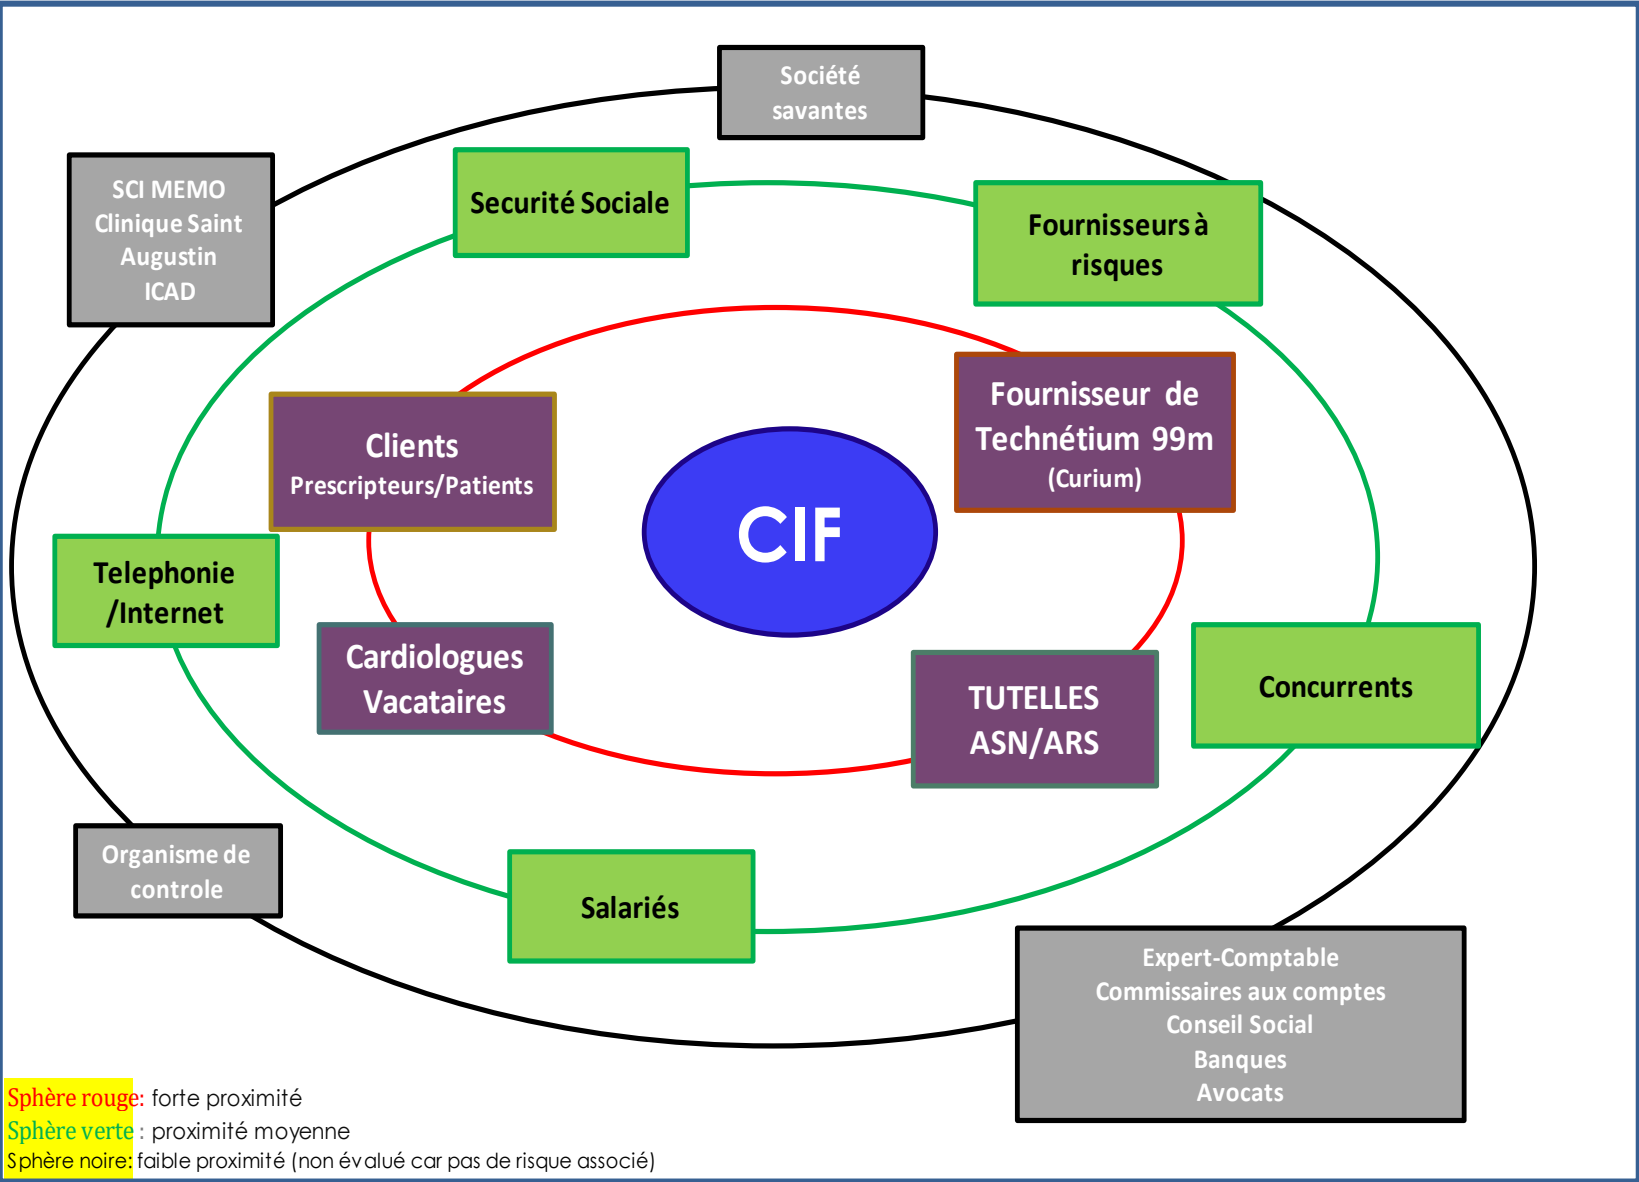 Société
savantes
SCI MEMO
Clinique Saint
Augustin
ICAD
Securité Sociale
Fournisseurs à
risques
Clients
Prescripteurs/Patients
Fournisseur de
Technétium 99m
(Curium)
CIF
Telephonie
/Internet
Cardiologues
Vacataires
TUTELLES
ASN/ARS
Concurrents
Organisme de
controle
Salariés
Expert-Comptable
Commissaires aux comptes
Conseil Social
Banques
Avocats
Sphère rouge: forte proximité
Sphère verte : proximité moyenne
Sphère noire: faible proximité (non évalué car pas de risque associé)